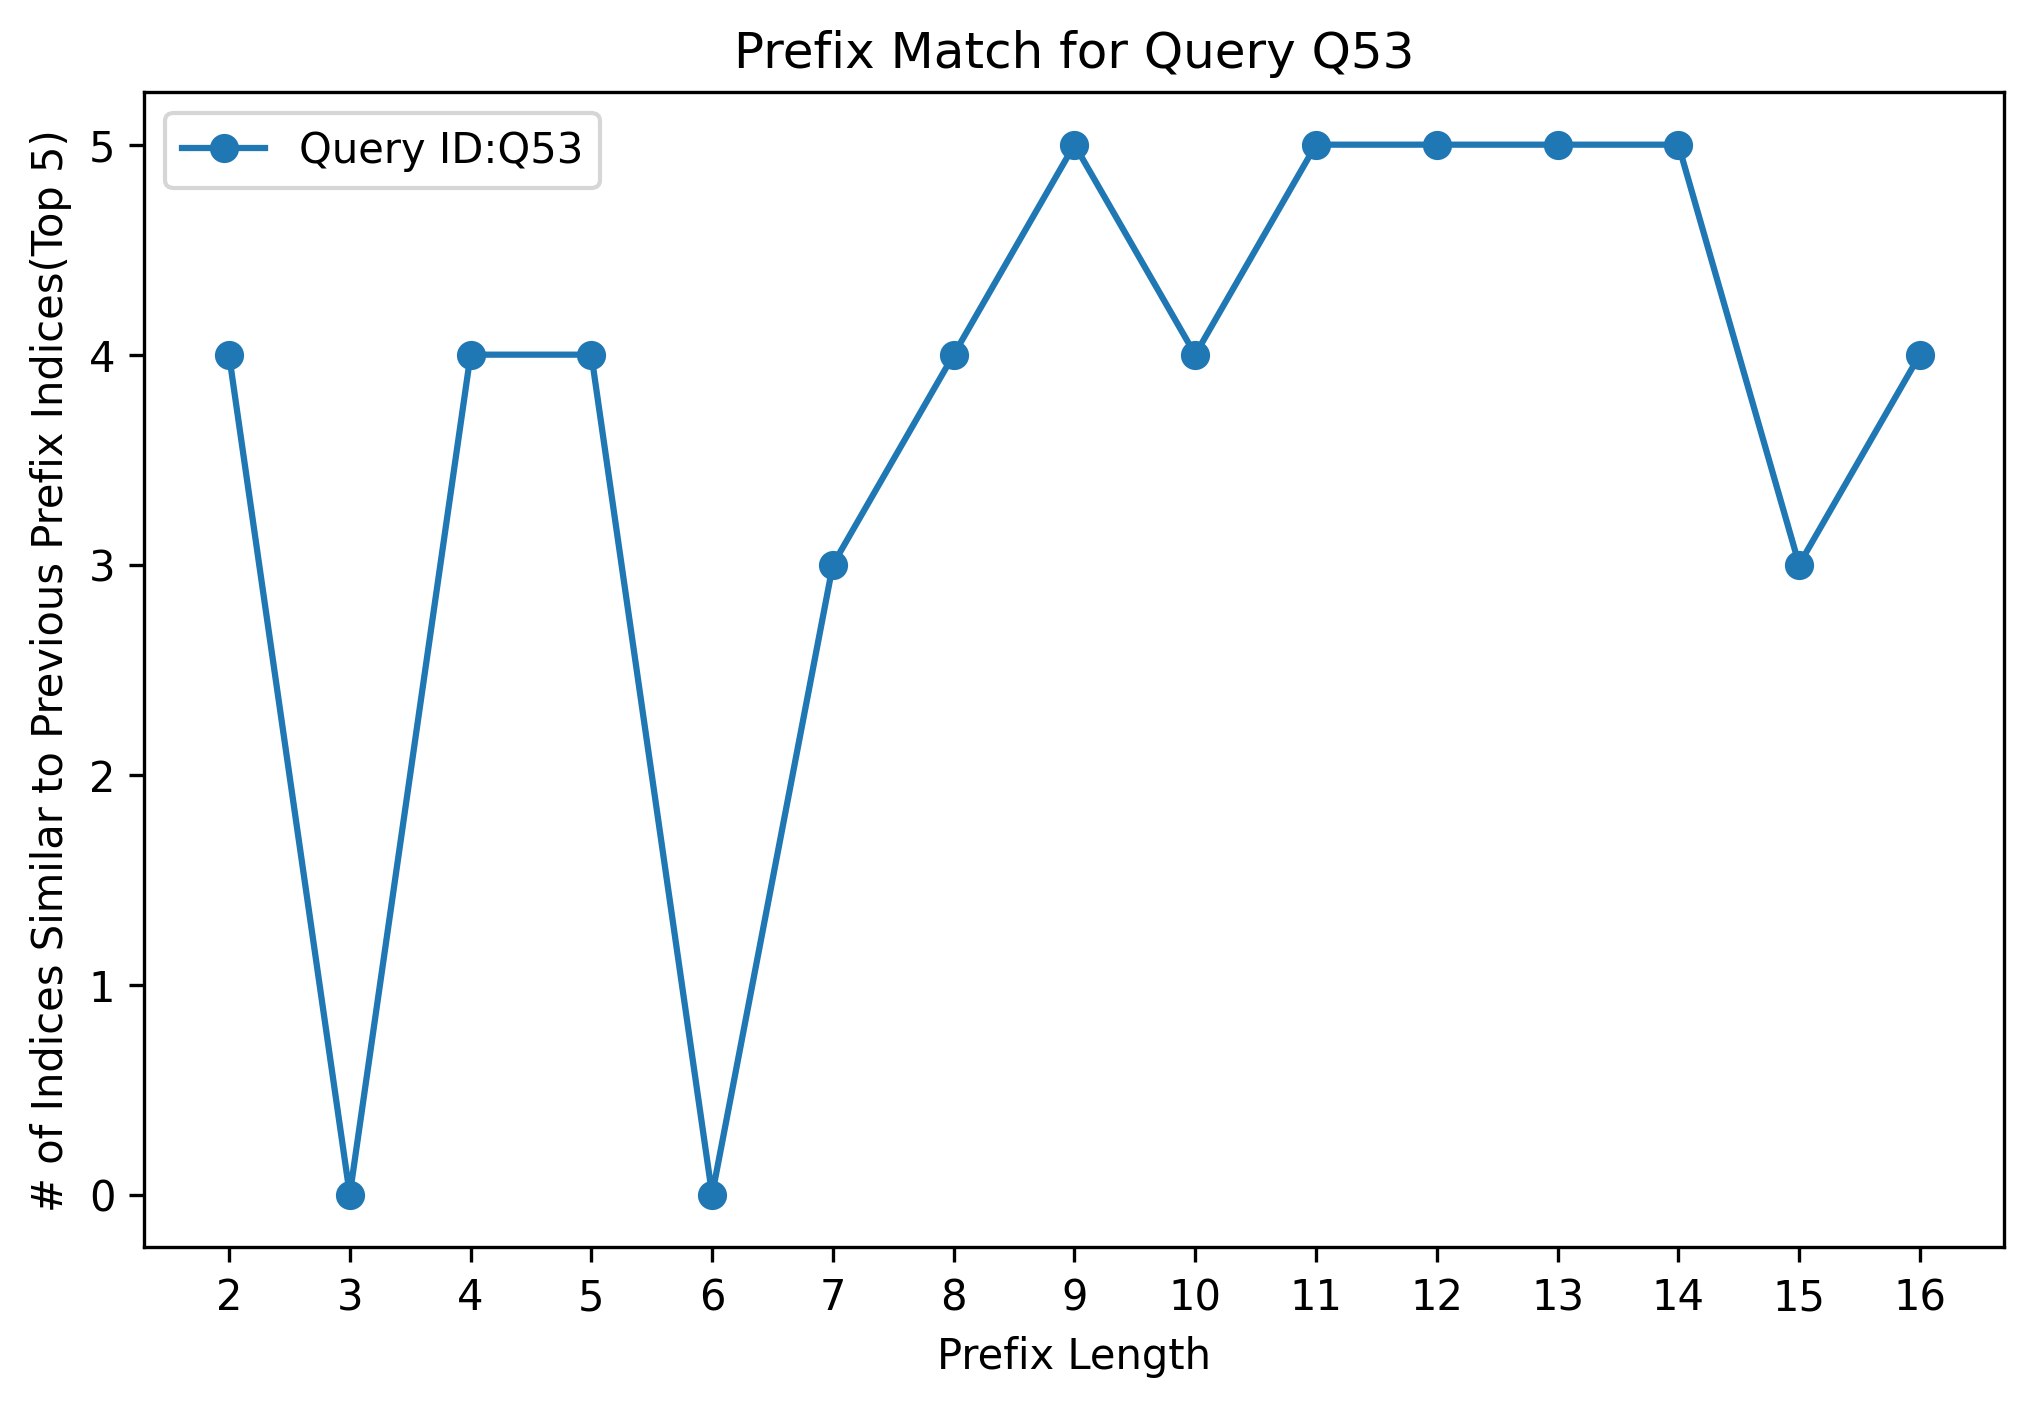 Prefix Match for Query Q53
Query ID:Q53
# of Indices Similar to Previous Prefix Indices(Top 5)
5
4
3
2
1
0
2 3 4 5 6 7 8 9 10 11 12 13 14 15 16
Prefix Length